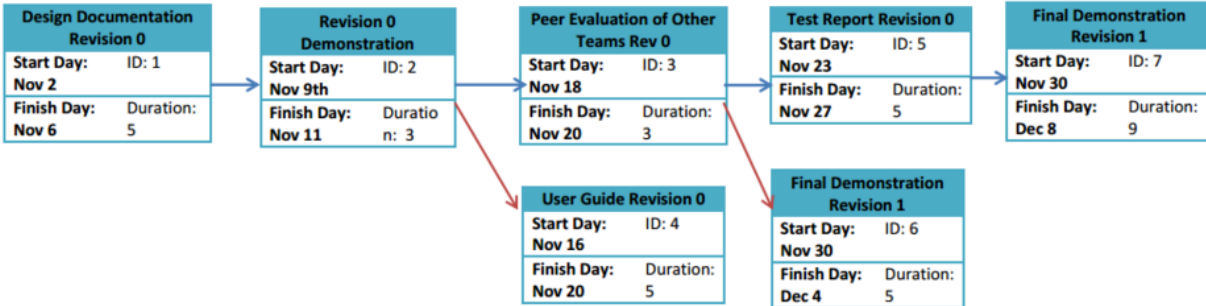 Design Documentation
Revision 0
Start Day: ID: 1
Nov 2
Finish Day: Duration:
Nov 6 5
Revision 0
Demonstration
Start Day: ID: 2
Nov 9th
Finish Day: Duratio
Nov 11 n: 3
Peer Evaluation of Other
Teams Rev 0
Start Day: ID: 3
Nov 18
Finish Day: Duration:
Nov 20 3
Test Report Revision 0
Start Day: ID: 5
Nov 23
Finish Day: Duration:
Nov 27 5
Final Demonstration
Revision 1
Start Day: ID: 7
Nov 30
Finish Day: Duration:
Dec 8 9
User Guide Revision 0
Start Day: ID: 4
Nov 16
Finish Day: Duration:
Nov 20 5
Final Demonstration
Revision 1
Start Day: ID: 6
Nov 30
Finish Day: Duration:
Dec 4 5